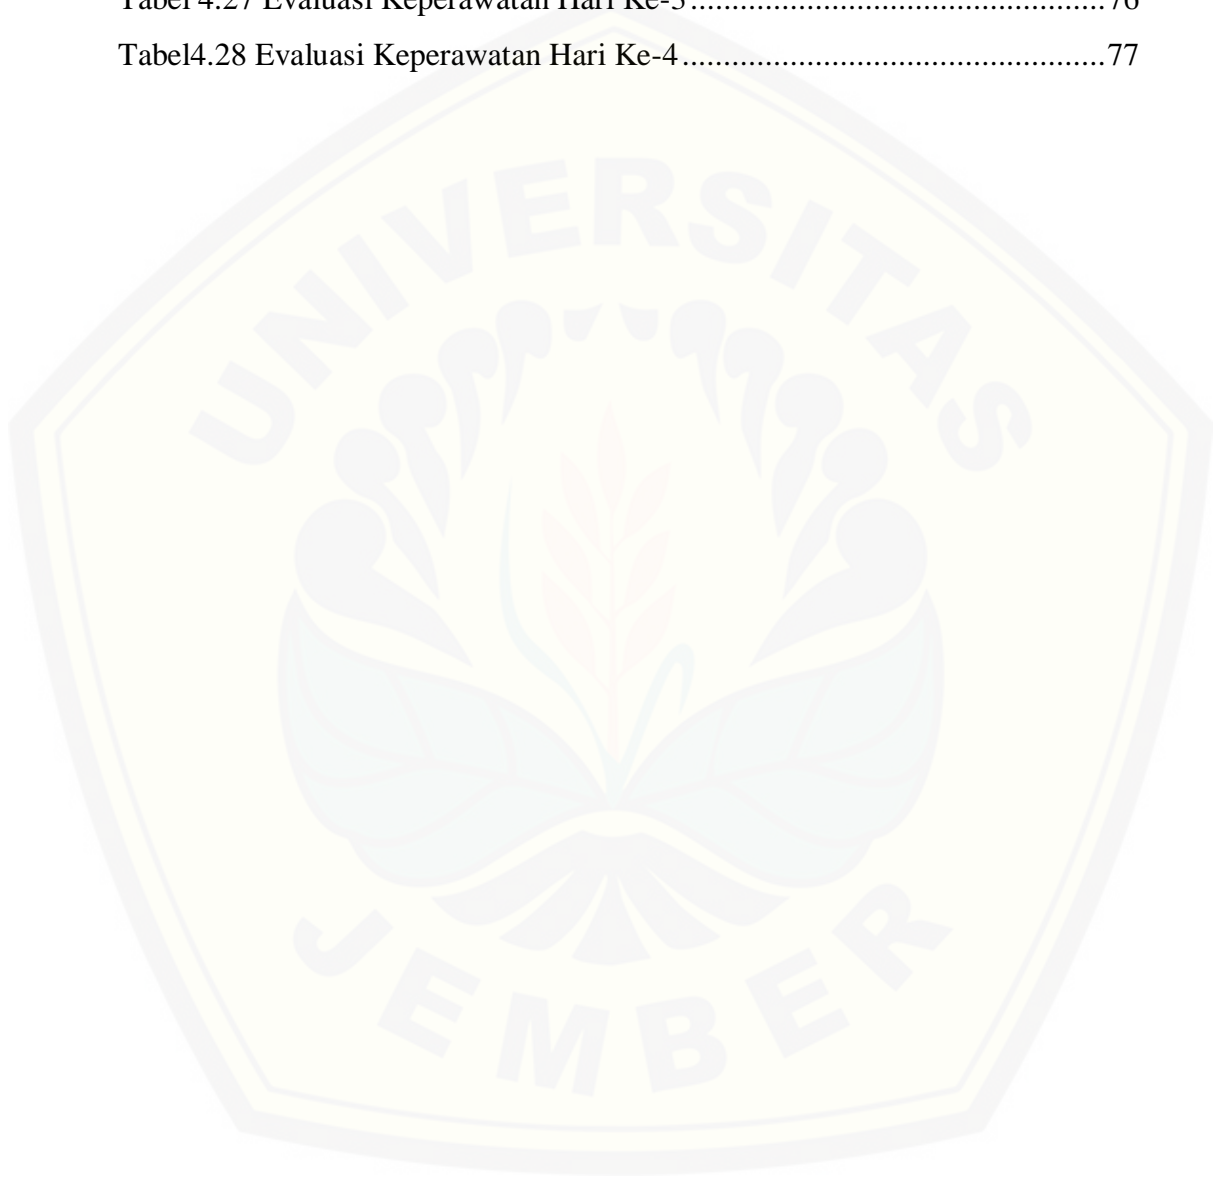 Tabel 4.27 Evaluasi Keperawatan Hari Ke-3....................................................76
Tabel4.28 Evaluasi Keperawatan Hari Ke-4....................................................77
UNIVERSITAS
JEMBER